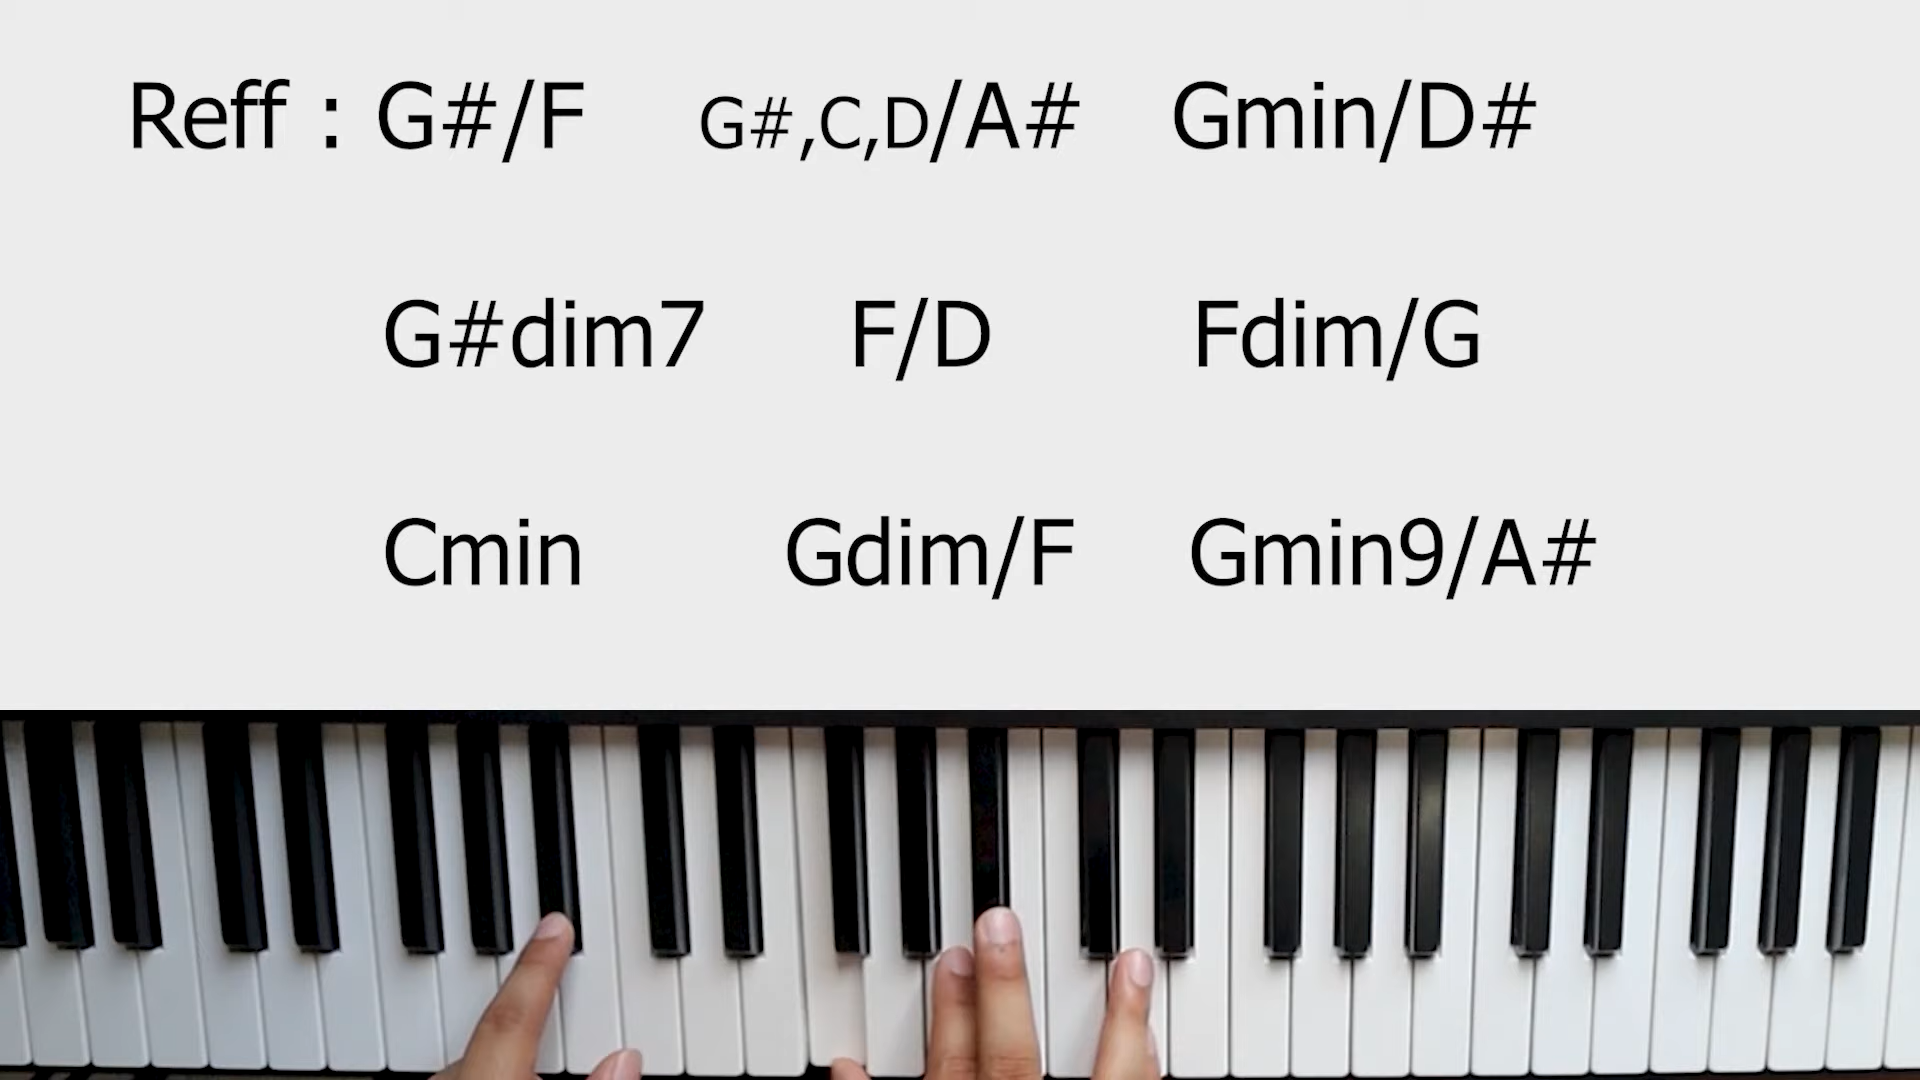 Reff : G#/F G#,C,D/A# Gmin/D#
G#dim7 F/D Fdim/G
Cmin Gdim/F Gmin9/A#